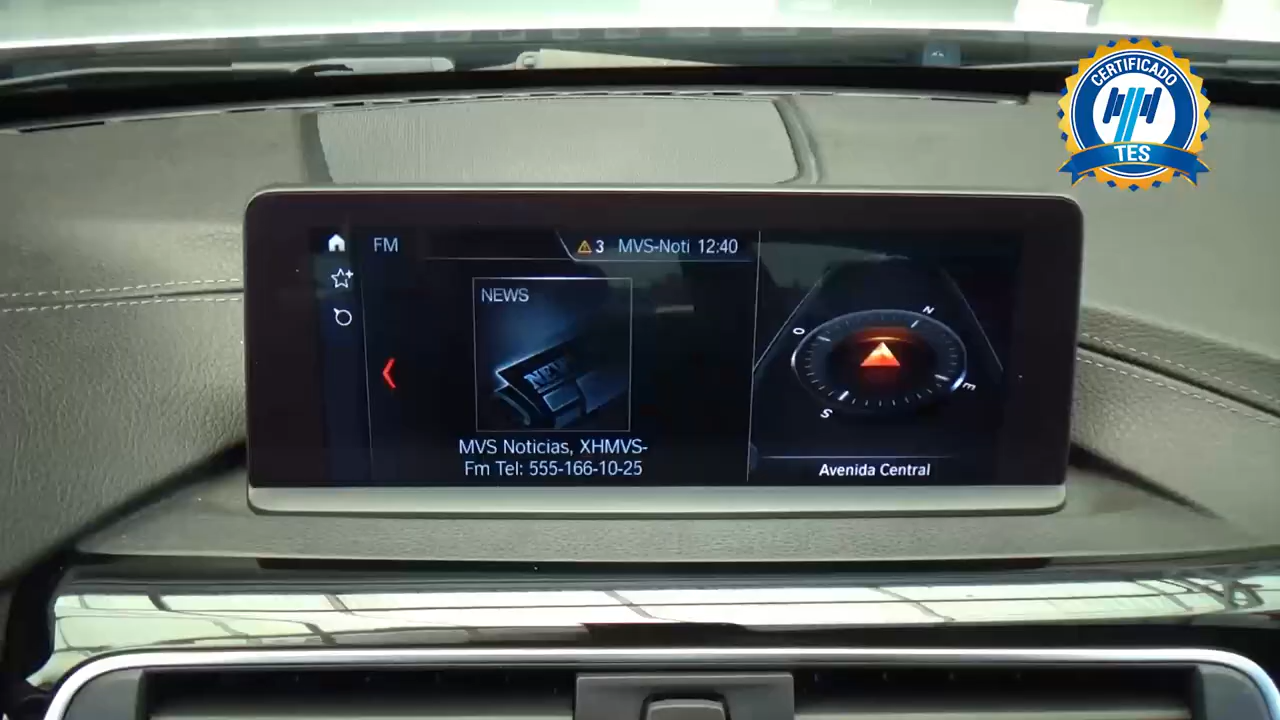 CERTIFICADO
TES
FM
3 MVS-Noti 12:40
NEWS
NEW
MVS Noticias, XHMVS-
Fm Tel: 555-166-10-25
N
O
E
S
Avenida Central